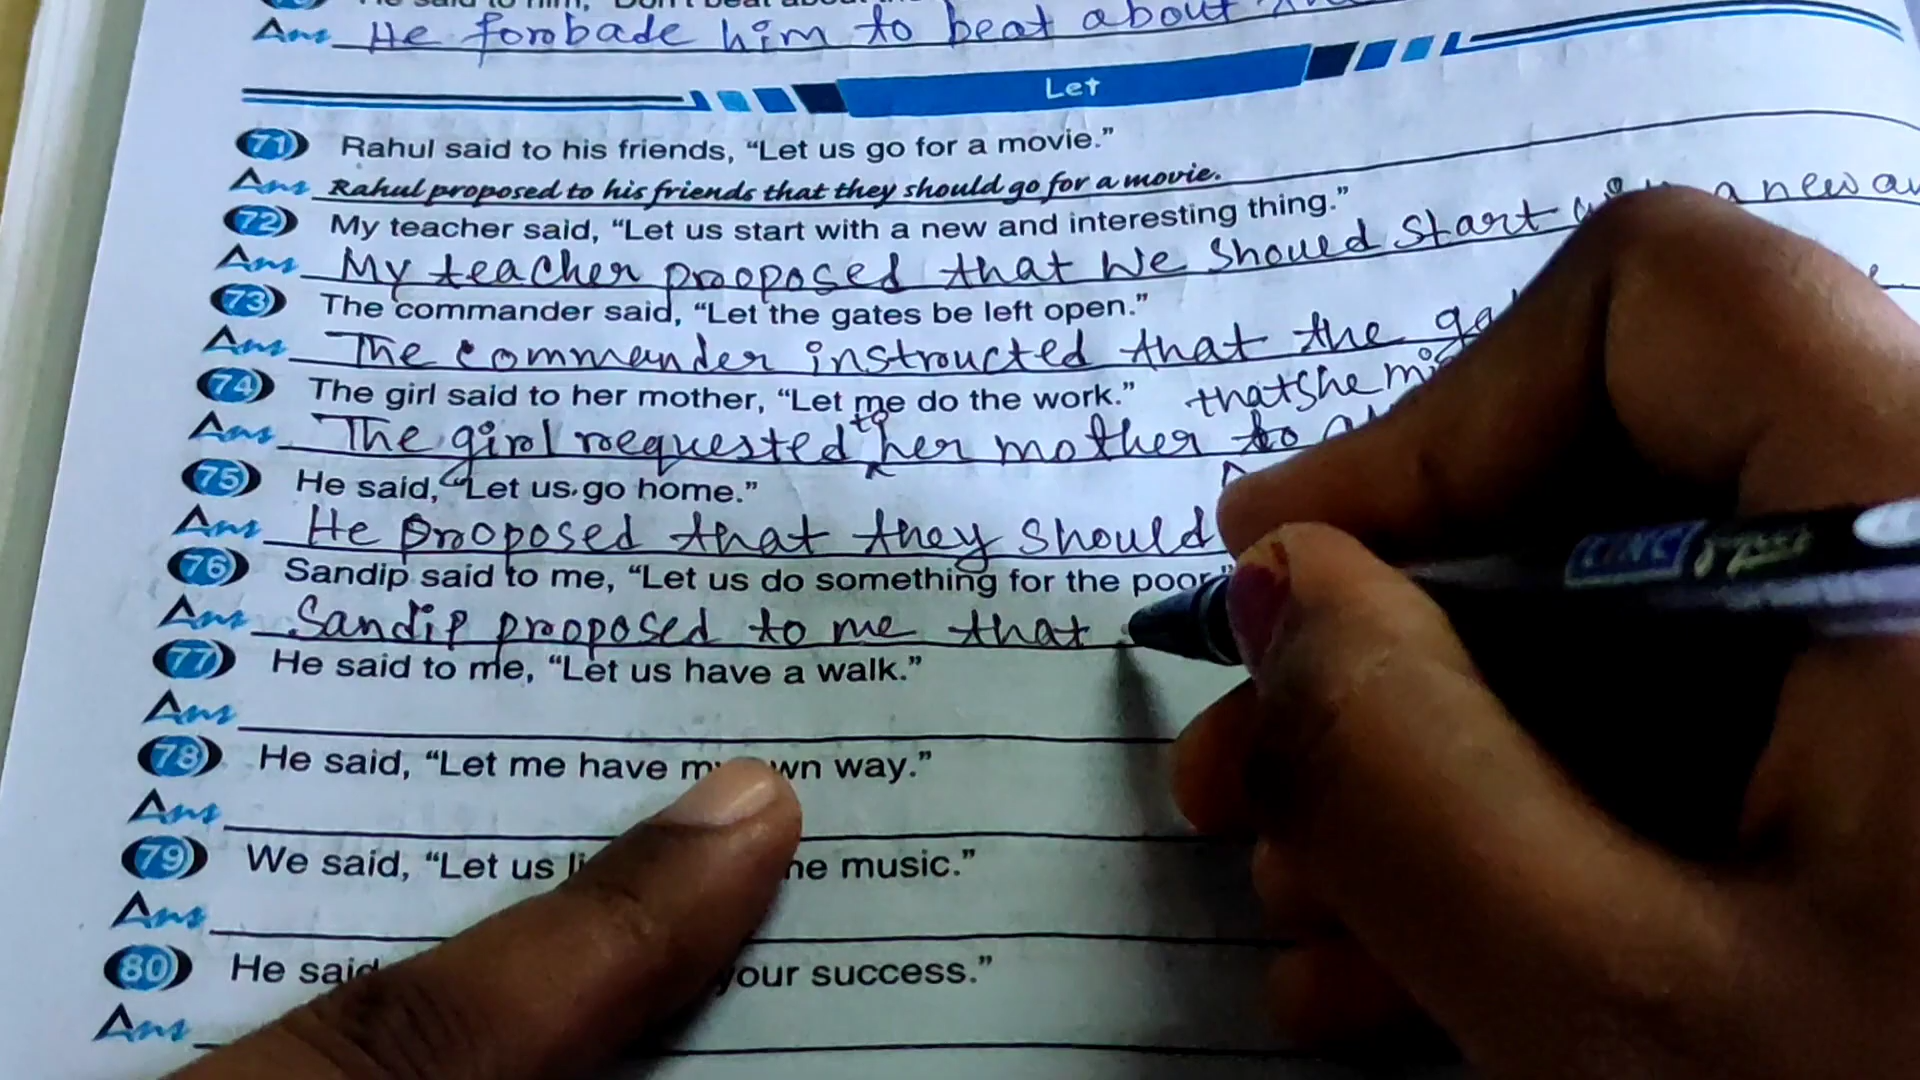 Ans He forbade him to beat about
Let
71 Rahul said to his friends, “Let us go for a movie.”
Ans Rahul proposed to his friends that they should go for a movie.
72 My teacher said, “Let us start with a new and interesting thing.”
Ans My teacher proposed that we should start a new
73 The commander said, “Let the gates be left open.”
Ans The commander instructed that the
74 The girl said to her mother, “Let me do the work.” that she
Ans The girl requested to her mother to
75 He said, “Let us go home.”
Ans He proposed that they should
76 Sandip said to me, “Let us do something for the poor.”
Ans Sandip proposed to me that
77 He said to me, “Let us have a walk.”
Ans
78 He said, “Let me have way.”
Ans
79 We said, “Let us music.”
Ans
80 He said your success.”
Ans
LINC